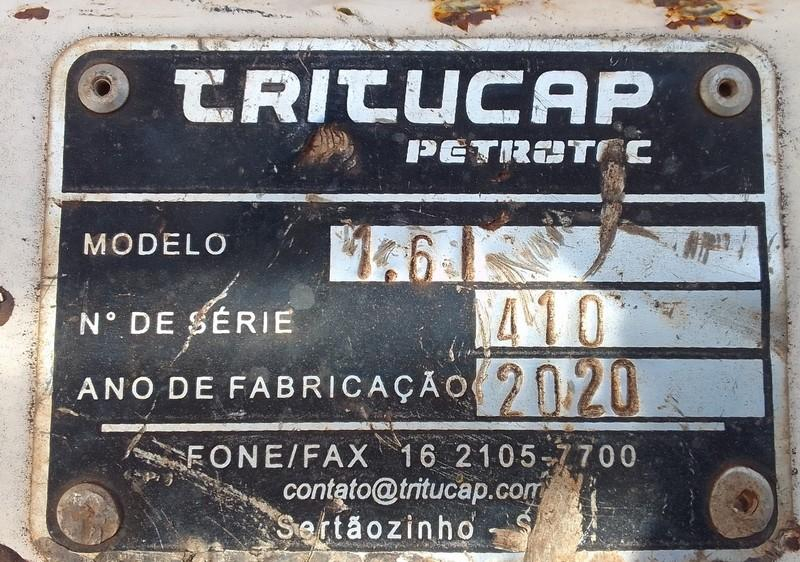 TRITUCAP
PETROTEC
MODELO 1.6
N° DE SÉRIE 410
ANO DE FABRICAÇÃO 2020
FONE/FAX 16 2105-7700
contato@tritucap.com
Sertãozinho